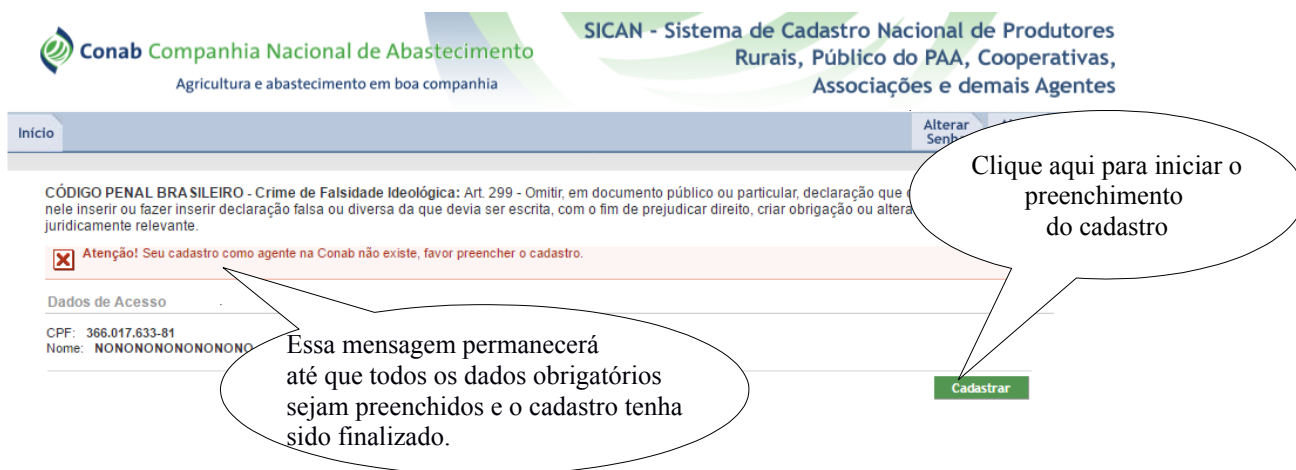 Conab Companhia Nacional de Abastecimento
Agricultura e abastecimento em boa companhia
SICAN - Sistema de Cadastro Nacional de Produtores
Rurais, Público do PAA, Cooperativas,
Associações e demais Agentes
Início
Alterar
Clique aqui para iniciar o
preenchimento
do cadastro
CÓDIGO PENAL BRASILEIRO - Crime de Falsidade Ideológica: Art. 299 - Omitir, em documento público ou particular, declaração que
nele inserir ou fazer inserir declaração falsa ou diversa da que devia ser escrita, com o fim de prejudicar direito, criar obrigação ou
juridicamente relevante.
Atenção! Seu cadastro como agente na Conab não existe, favor preencher o cadastro.
Dados de Acesso
CPF: 366.017.633-81
Nome: NONONONONONONONO
Essa mensagem permanecerá
até que todos os dados obrigatórios
sejam preenchidos e o cadastro tenha
sido finalizado.
Cadastrar